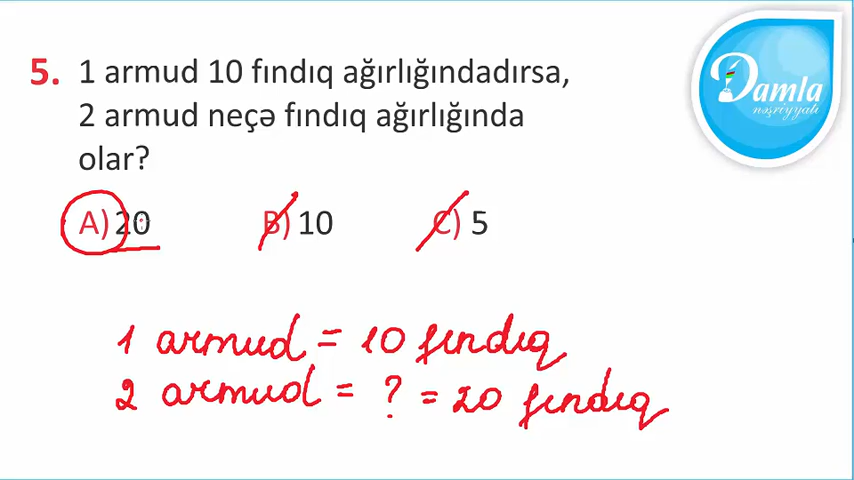 5. 1 armud 10 fındıq ağırlığındadırsa,
2 armud neçə fındıq ağırlığında
olar?
A) 20 B) 10 C) 5
1 armud = 10 fındıq
2 armud = ? = 20 fındıq
Damla
nəşriyyatı